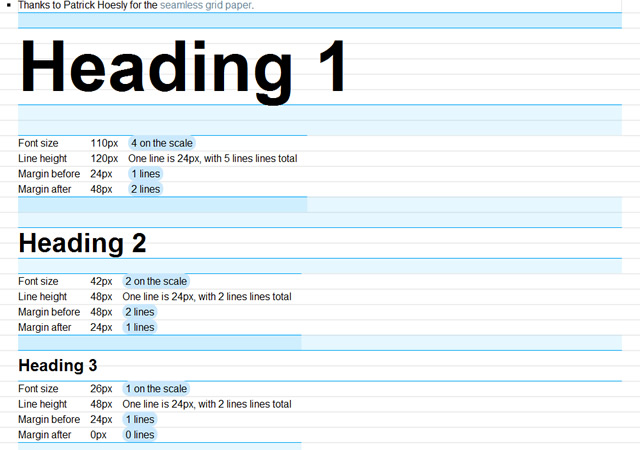 Thanks to Patrick Hoesly for the seamless grid paper.
Heading 1
Font size 110px 4 on the scale
Line height 120px One line is 24px, with 5 lines lines total
Margin before 24px 1 lines
Margin after 48px 2 lines
Heading 2
Font size 42px 2 on the scale
Line height 48px One line is 24px, with 2 lines lines total
Margin before 48px 2 lines
Margin after 24px 1 lines
Heading 3
Font size 26px 1 on the scale
Line height 48px One line is 24px, with 2 lines lines total
Margin before 24px 1 lines
Margin after 0px 0 lines